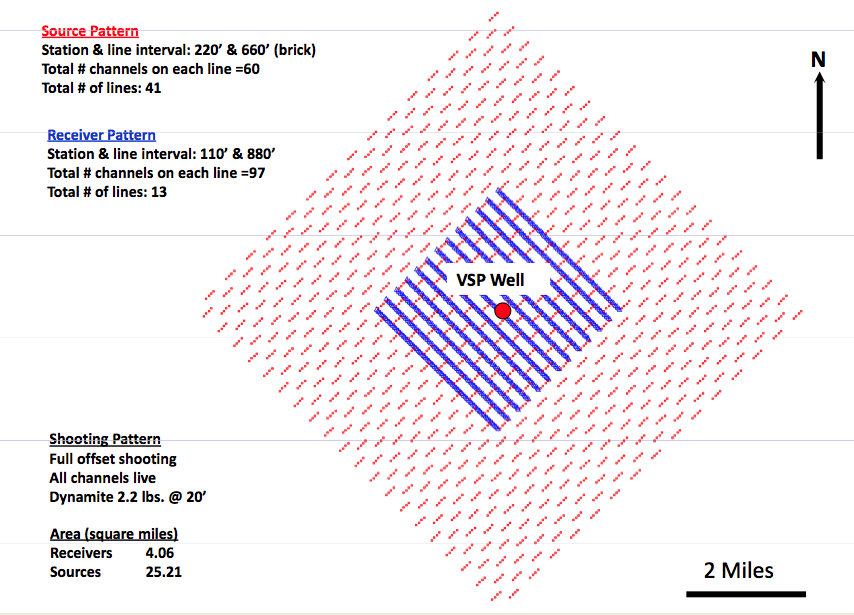 Source Pattern
Station & line interval: 220’ & 660’ (brick)
Total # channels on each line =60
Total # of lines: 41
N
Receiver Pattern
Station & line interval: 110’ & 880’
Total # channels on each line =97
Total # of lines: 13
VSP Well
Shooting Pattern
Full offset shooting
All channels live
Dynamite 2.2 lbs. @ 20’
Area (square miles)
Receivers 4.06
Sources 25.21
2 Miles